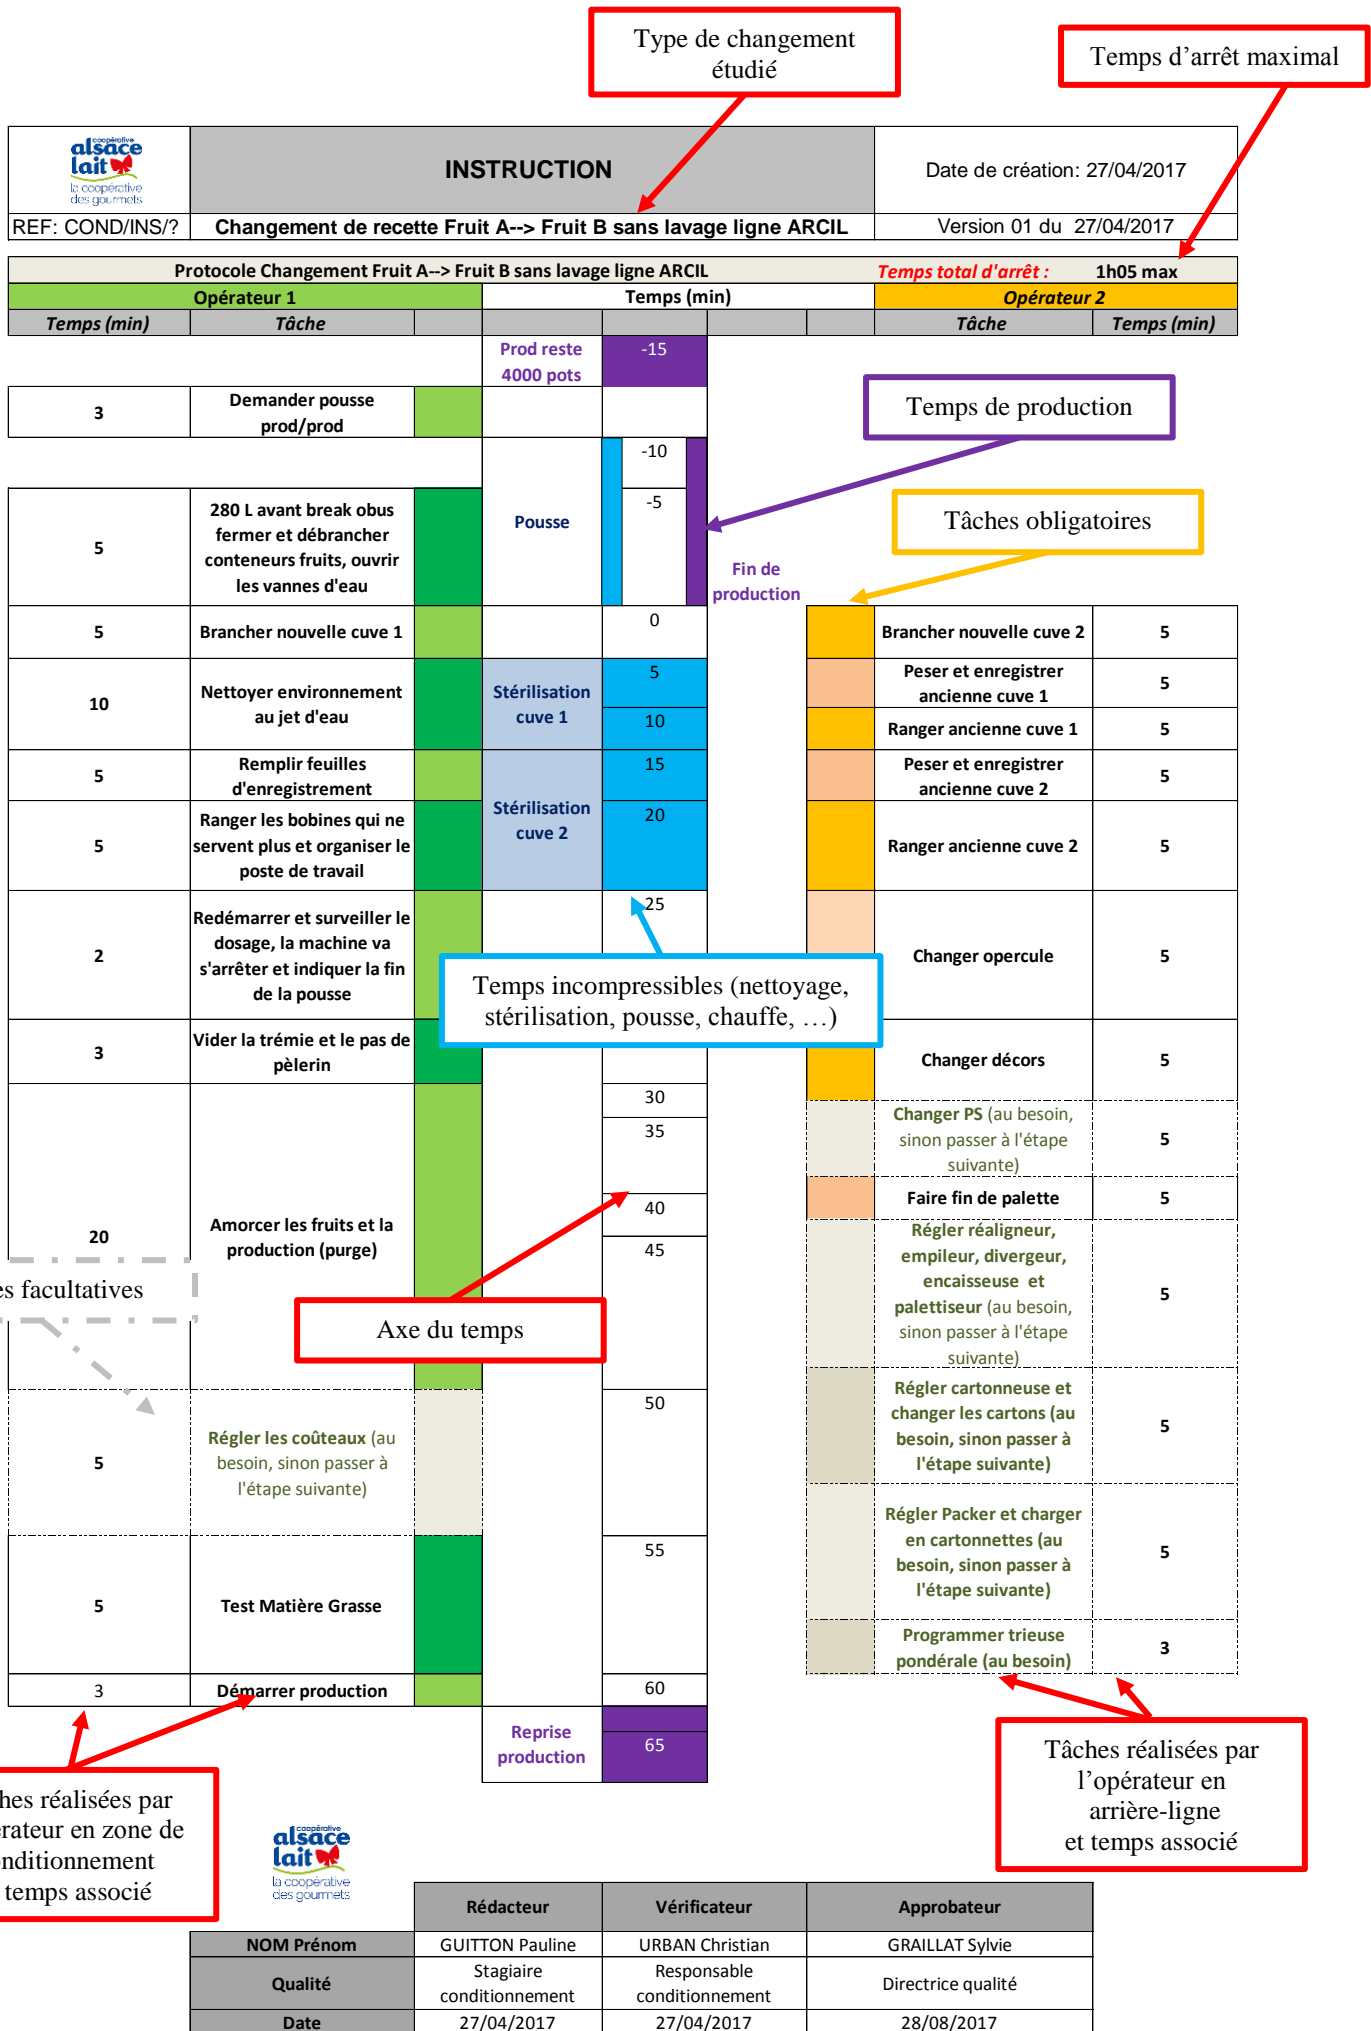 Type de changement
étudié
Temps d'arrêt maximal
coopérative
alsace
lait
la coopérative
des gourmets
INSTRUCTION
Date de création: 27/04/2017
REF: COND/INS/?
Changement de recette Fruit A--> Fruit B sans lavage ligne ARCIL
Version 01 du 27/04/2017
Protocole Changement Fruit A--> Fruit B sans lavage ligne ARCIL
Temps total d'arrêt :
1h05 max
Opérateur 1
Temps (min)
Opérateur 2
Temps (min)
Tâche
Tâche
Temps (min)
Prod reste
4000 pots
-15
3
Demander pousse
prod/prod
Temps de production
-10
5
280 L avant break obus
fermer et débrancher
conteneurs fruits, ouvrir
les vannes d'eau
Pousse
-5
Tâches obligatoires
Fin de
production
5
Brancher nouvelle cuve 1
0
Brancher nouvelle cuve 2
5
10
Nettoyer environnement
au jet d'eau
Stérilisation
cuve 1
5
Peser et enregistrer
ancienne cuve 1
5
10
Ranger ancienne cuve 1
5
5
Remplir feuilles
d'enregistrement
Stérilisation
cuve 2
15
Peser et enregistrer
ancienne cuve 2
5
5
Ranger les bobines qui ne
servent plus et organiser le
poste de travail
20
Ranger ancienne cuve 2
5
2
Redémarrer et surveiller le
dosage, la machine va
s'arrêter et indiquer la fin
de la pousse
25
Changer opercule
5
Temps incompressibles (nettoyage,
stérilisation, pousse, chauffe, …)
3
Vider la trémie et le pas de
pèlerin
Changer décors
5
20
Amorcer les fruits et la
production (purge)
30
35
Changer PS (au besoin,
sinon passer à l'étape
suivante)
5
40
Faire fin de palette
5
45
Régler réaligneur,
empileur, divergeur,
encaisseuse et
palettiseur (au besoin,
sinon passer à l'étape
suivante)
5
es facultatives
Axe du temps
5
Régler les coûteaux (au
besoin, sinon passer à
l'étape suivante)
50
Régler cartonneuse et
changer les cartons (au
besoin, sinon passer à
l'étape suivante)
5
5
Test Matière Grasse
55
Régler Packer et charger
en cartonnettes (au
besoin, sinon passer à
l'étape suivante)
5
Programmer trieuse
pondérale (au besoin)
3
3
Démarrer production
60
Reprise
production
65
Tâches réalisées par
l'opérateur en
arrière-ligne
et temps associé
hes réalisées par
érateur en zone de
onditionnement
temps associé
coopérative
alsace
lait
la coopérative
des gourmets
Rédacteur
Vérificateur
Approbateur
NOM Prénom
GUITTON Pauline
URBAN Christian
GRAILLAT Sylvie
Qualité
Stagiaire
conditionnement
Responsable
conditionnement
Directrice qualité
Date
27/04/2017
27/04/2017
28/08/2017